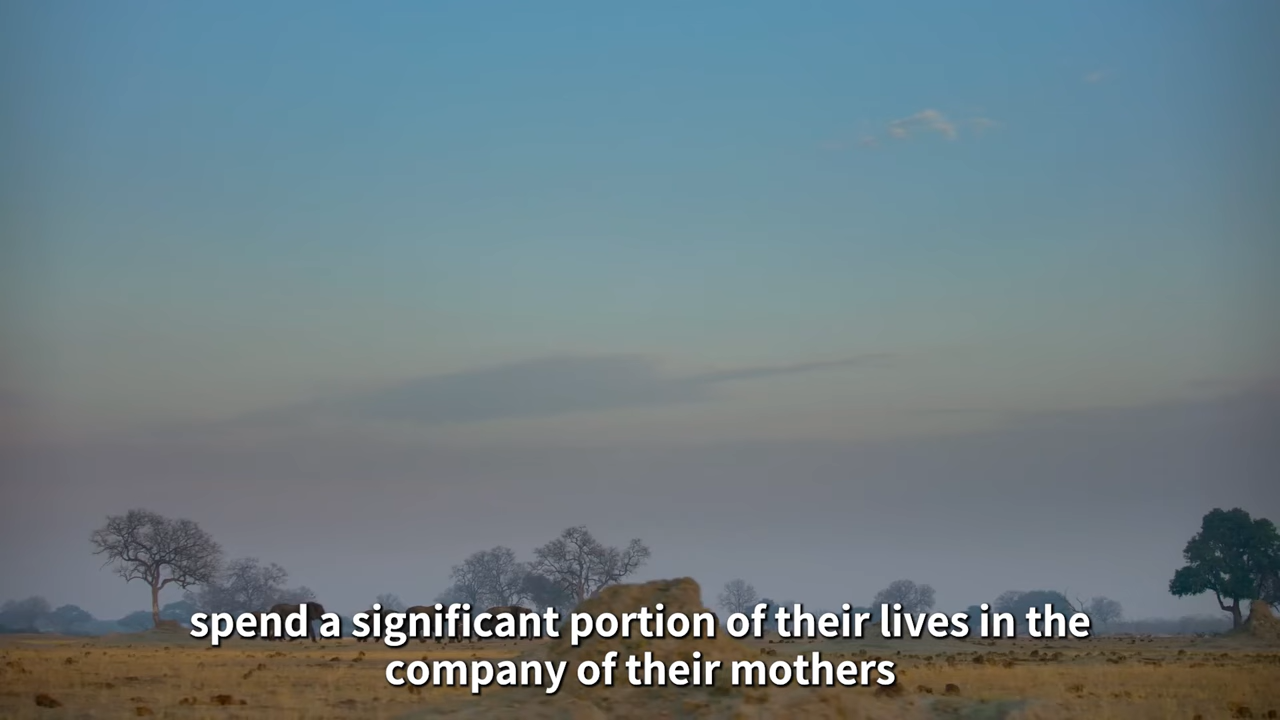 spend a significant portion of their lives in the
company of their mothers